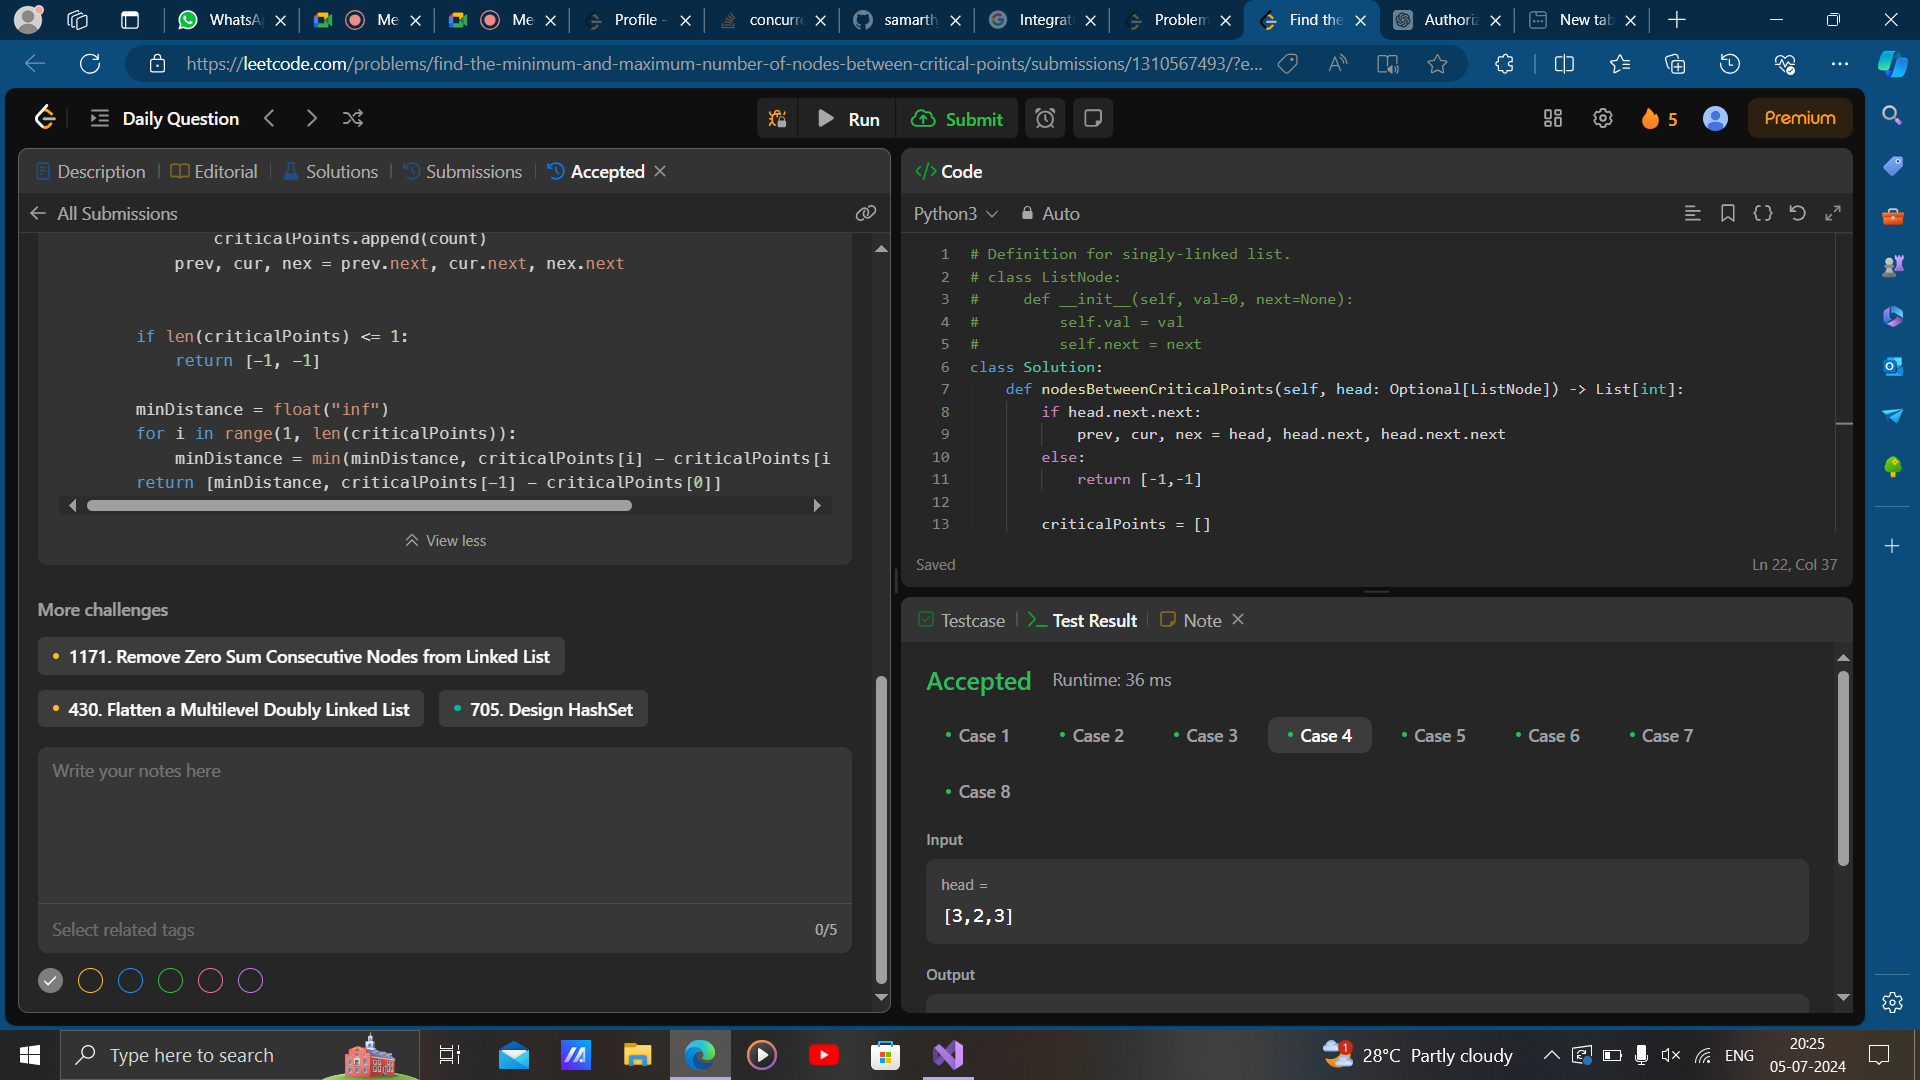 WhatsA
Me
Me
Profile -
concurre
samarth
Integrat
Problem
Find the
Authoriz
New tab
https://leetcode.com/problems/find-the-minimum-and-maximum-number-of-nodes-between-critical-points/submissions/1310567493/?e...
Daily Question
Run
Submit
5
Premium
Description
Editorial
Solutions
Submissions
Accepted
All Submissions
criticalPoints.append(count)
prev, cur, nex = prev.next, cur.next, nex.next
if len(criticalPoints) <= 1:
return [-1, -1]
minDistance = float("inf")
for i in range(1, len(criticalPoints)):
minDistance = min(minDistance, criticalPoints[i] - criticalPoints[i
return [minDistance, criticalPoints[-1] - criticalPoints[0]]
View less
More challenges
1171. Remove Zero Sum Consecutive Nodes from Linked List
430. Flatten a Multilevel Doubly Linked List
705. Design HashSet
Write your notes here
Select related tags
0/5
</> Code
Python3
Auto
1 # Definition for singly-linked list.
2 # class ListNode:
3 #     def __init__(self, val=0, next=None):
4 #         self.val = val
5 #         self.next = next
6 class Solution:
7     def nodesBetweenCriticalPoints(self, head: Optional[ListNode]) -> List[int]:
8         if head.next.next:
9             prev, cur, nex = head, head.next, head.next.next
10         else:
11             return [-1,-1]
12
13         criticalPoints = []
Saved
Ln 22, Col 37
Testcase
Test Result
Note
Accepted
Runtime: 36 ms
Case 1
Case 2
Case 3
Case 4
Case 5
Case 6
Case 7
Case 8
Input
head =
[3,2,3]
Output
Type here to search
1
28°C Partly cloudy
ENG
20:25
05-07-2024